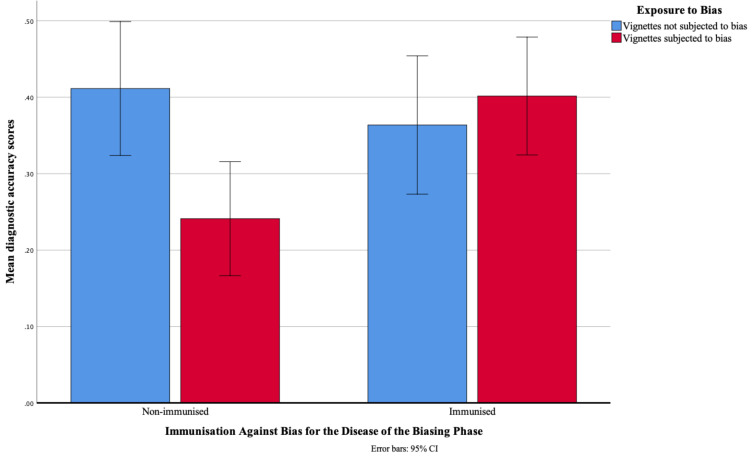 Exposure to Bias
Vignettes not subjected to bias
Vignettes subjected to bias
Mean diagnostic accuracy scores
.50
.40
.30
.20
.10
.00
Non-immunised
Immunised
Immunisation Against Bias for the Disease of the Biasing Phase
Error bars: 95% CI